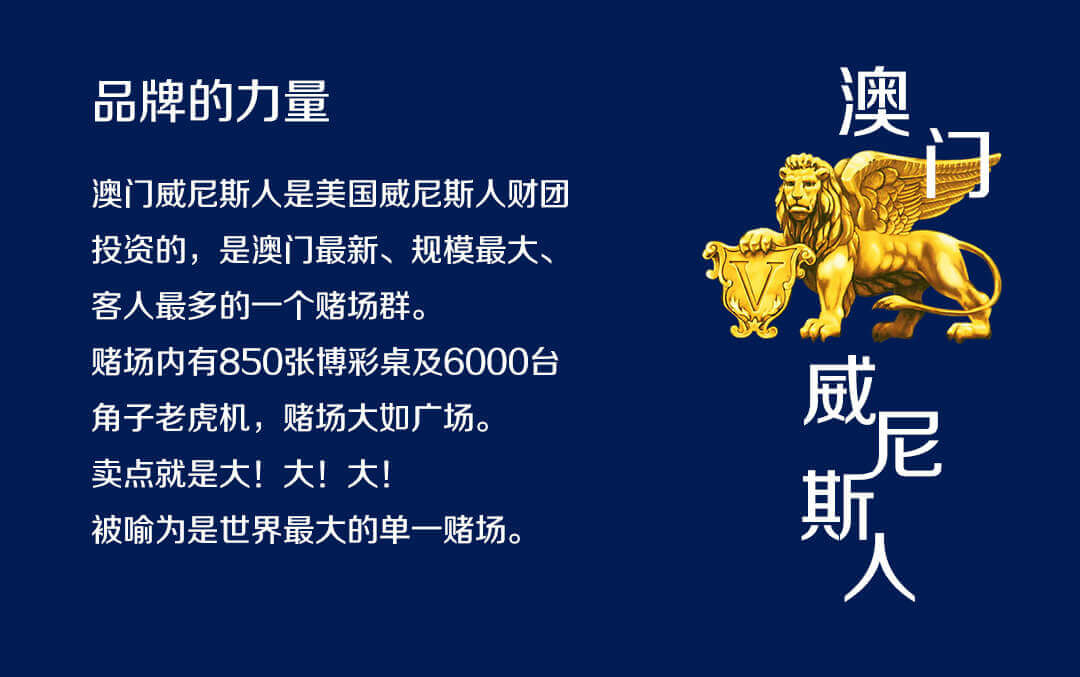 品牌的力量
澳门威尼斯人是美国威尼斯人财团
投资的，是澳门最新、规模最大、
客人最多的一个赌场群。
赌场内有850张博彩桌及6000台
角子老虎机，赌场大如广场。
卖点就是大！大！大！
被喻为是世界最大的单一赌场。
澳门
V
威尼斯人